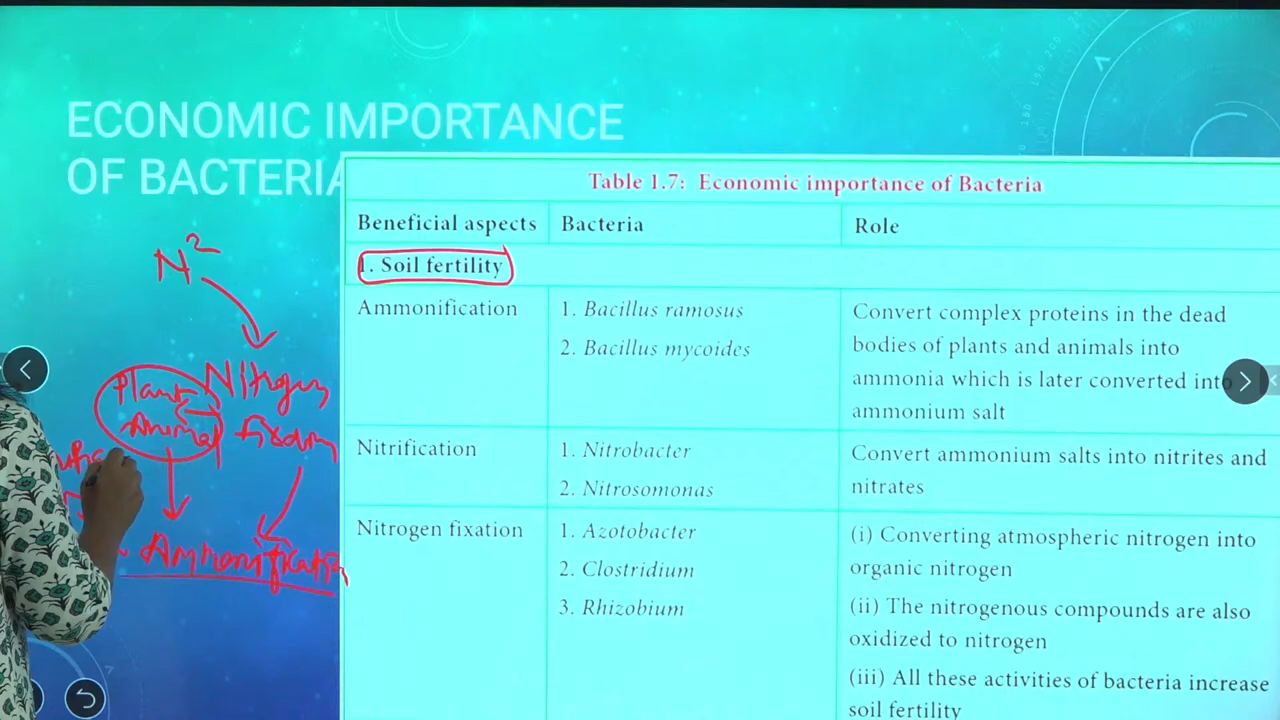 ECONOMIC IMPORTANCE
OF BACTERIA
Table 1.7: Economic importance of Bacteria
Beneficial aspects Bacteria Role
1. Soil fertility
Ammonification 1. Bacillus ramosus Convert complex proteins in the dead
2. Bacillus mycoides bodies of plants and animals into
ammonia which is later converted into
ammonium salt
Nitrification 1. Nitrobacter Convert ammonium salts into nitrites and
2. Nitrosomonas nitrates
Nitrogen fixation 1. Azotobacter (i) Converting atmospheric nitrogen into
2. Clostridium organic nitrogen
3. Rhizobium (ii) The nitrogenous compounds are also
oxidized to nitrogen
(iii) All these activities of bacteria increase
soil fertility
N2
Plant Nitrogen
Animal
Ammonification